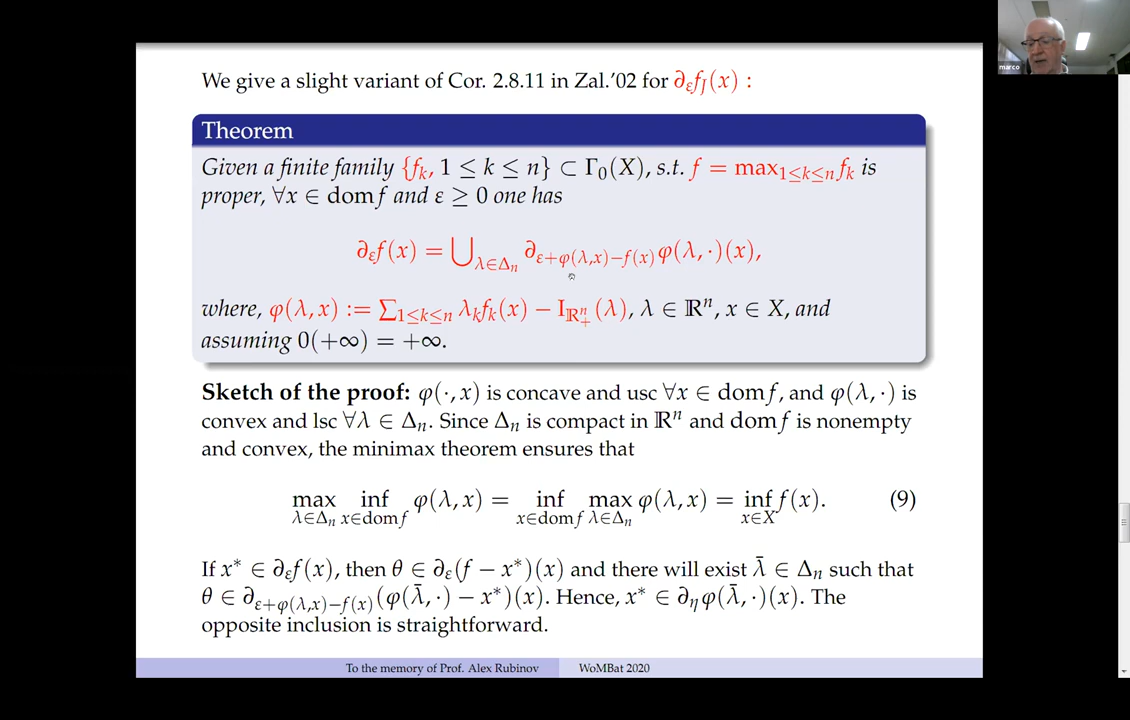 We give a slight variant of Cor. 2.8.11 in Zal.'02 for ∂_ε f_J(x) :
Theorem
Given a finite family {f_k, 1 ≤ k ≤ n} ⊂ Γ_0(X), s.t. f = max_{1≤k≤n} f_k is
proper, ∀x ∈ dom f and ε ≥ 0 one has
∂_ε f(x) = ⋃_{λ∈Δ_n} ∂_{ε+φ(λ,x)−f(x)} φ(λ,·)(x),
where, φ(λ, x) := ∑_{1≤k≤n} λ_k f_k(x) − I_{ℝ^n_+}(λ), λ ∈ ℝ^n, x ∈ X, and
assuming 0(+∞) = +∞.
Sketch of the proof: φ(·, x) is concave and usc ∀x ∈ dom f, and φ(λ, ·) is
convex and lsc ∀λ ∈ Δ_n. Since Δ_n is compact in ℝ^n and dom f is nonempty
and convex, the minimax theorem ensures that
max_{λ∈Δ_n} inf_{x∈dom f} φ(λ, x) = inf_{x∈dom f} max_{λ∈Δ_n} φ(λ, x) = inf_{x∈X} f(x). (9)
If x* ∈ ∂_ε f(x), then θ ∈ ∂_ε(f − x*)(x) and there will exist λ̄ ∈ Δ_n such that
θ ∈ ∂_{ε+φ(λ,x)−f(x)}(φ(λ̄, ·) − x*)(x). Hence, x* ∈ ∂_η φ(λ̄, ·)(x). The
opposite inclusion is straightforward.
To the memory of Prof. Alex Rubinov WoMBat 2020
marco